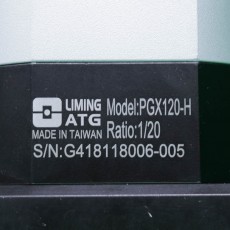 LIMING Model:PGX120-H
ATG
MADE IN TAIWAN Ratio:1/20
S/N:G418118006-005